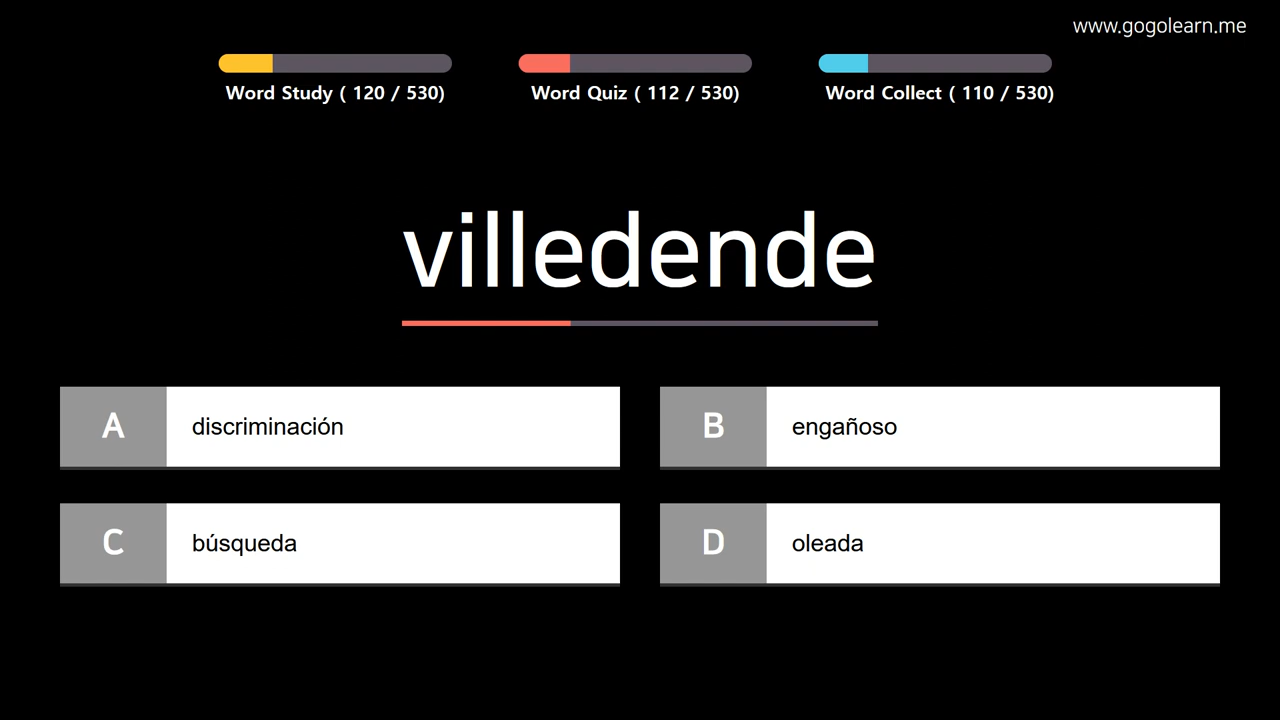 www.gogolearn.me
Word Study ( 120 / 530)
Word Quiz ( 112 / 530)
Word Collect ( 110 / 530)
villedende
A discriminación
B engañoso
C búsqueda
D oleada